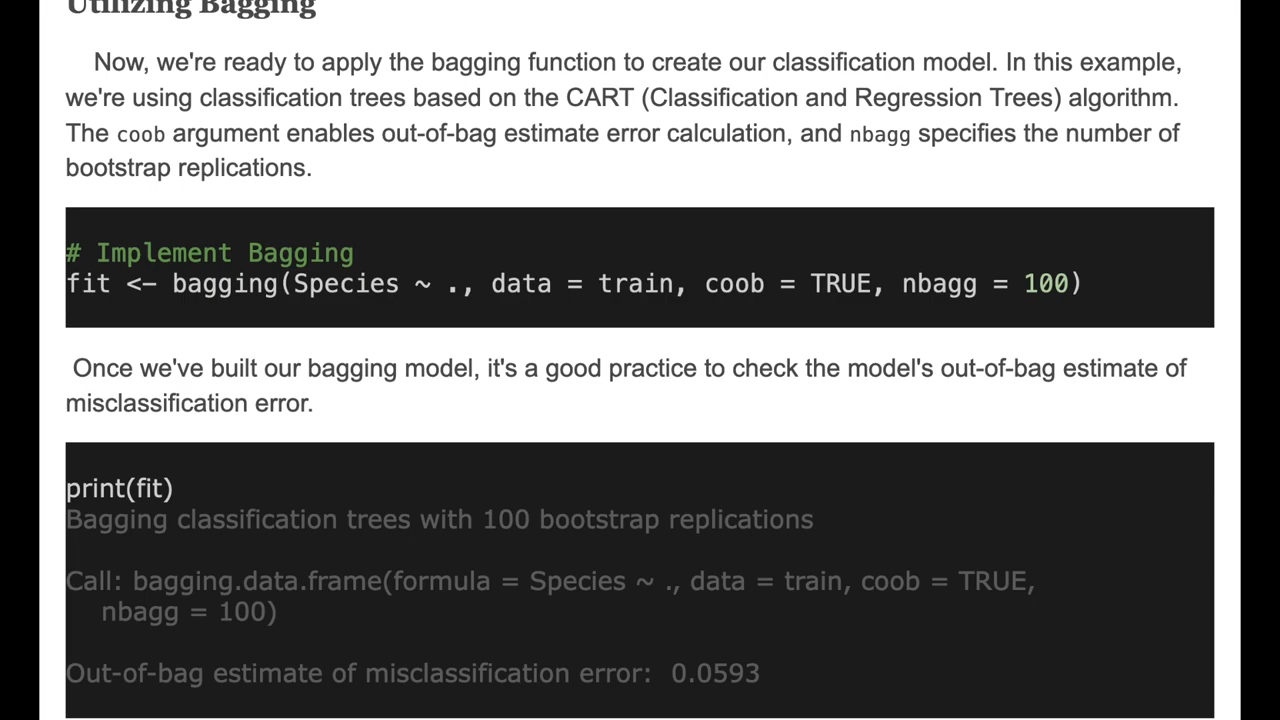 Utilizing Bagging
Now, we're ready to apply the bagging function to create our classification model. In this example,
we're using classification trees based on the CART (Classification and Regression Trees) algorithm.
The coob argument enables out-of-bag estimate error calculation, and nbagg specifies the number of
bootstrap replications.
# Implement Bagging
fit <- bagging(Species ~ ., data = train, coob = TRUE, nbagg = 100)
Once we've built our bagging model, it's a good practice to check the model's out-of-bag estimate of
misclassification error.
print(fit)
Bagging classification trees with 100 bootstrap replications
Call: bagging.data.frame(formula = Species ~ ., data = train, coob = TRUE,
nbagg = 100)
Out-of-bag estimate of misclassification error:  0.0593